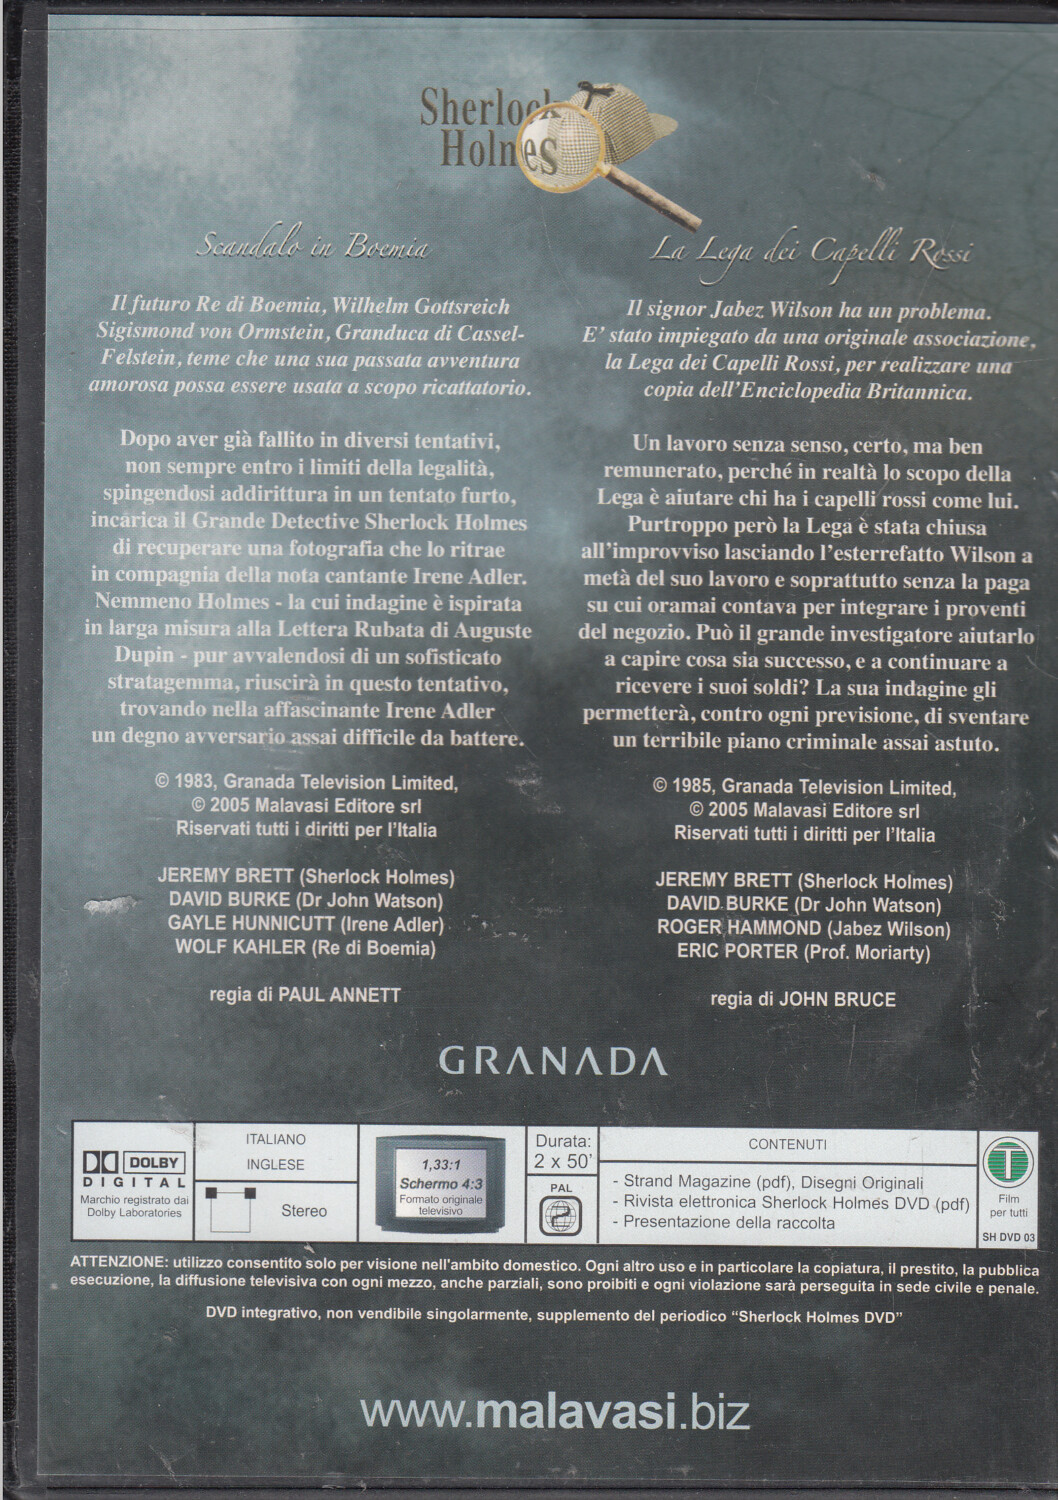 Sherlock
Holmes
Scandalo in Boemia
Il futuro Re di Boemia, Wilhelm Gottsreich
Sigismond von Ormstein, Granduca di Cassel-
Felstein, teme che una sua passata avventura
amorosa possa essere usata a scopo ricattatorio.
Dopo aver già fallito in diversi tentativi,
non sempre entro i limiti della legalità,
spingendosi addirittura in un tentato furto,
incarica il Grande Detective Sherlock Holmes
di recuperare una fotografia che lo ritrae
in compagnia della nota cantante Irene Adler.
Nemmeno Holmes - la cui indagine è ispirata
in larga misura alla Lettera Rubata di Auguste
Dupin - pur avvalendosi di un sofisticato
stratagemma, riuscirà in questo tentativo,
trovando nella affascinante Irene Adler
un degno avversario assai difficile da battere.
© 1983, Granada Television Limited,
© 2005 Malavasi Editore srl
Riservati tutti i diritti per l'Italia
JEREMY BRETT (Sherlock Holmes)
DAVID BURKE (Dr John Watson)
GAYLE HUNNICUTT (Irene Adler)
WOLF KAHLER (Re di Boemia)
regia di PAUL ANNETT
La Lega dei Capelli Rossi
Il signor Jabez Wilson ha un problema.
E' stato impiegato da una originale associazione,
la Lega dei Capelli Rossi, per realizzare una
copia dell'Enciclopedia Britannica.
Un lavoro senza senso, certo, ma ben
remunerato, perché in realtà lo scopo della
Lega è aiutare chi ha i capelli rossi come lui.
Purtroppo però la Lega è stata chiusa
all'improvviso lasciando l'esterrefatto Wilson a
metà del suo lavoro e soprattutto senza la paga
su cui oramai contava per integrare i proventi
del negozio. Può il grande investigatore aiutarlo
a capire cosa sia successo, e a continuare a
ricevere i suoi soldi? La sua indagine gli
permetterà, contro ogni previsione, di sventare
un terribile piano criminale assai astuto.
© 1985, Granada Television Limited,
© 2005 Malavasi Editore srl
Riservati tutti i diritti per l'Italia
JEREMY BRETT (Sherlock Holmes)
DAVID BURKE (Dr John Watson)
ROGER HAMMOND (Jabez Wilson)
ERIC PORTER (Prof. Moriarty)
regia di JOHN BRUCE
GRANADA
DOLBY
DIGITAL
Marchio registrato dai
Dolby Laboratories
ITALIANO
INGLESE
Stereo
1,33:1
Schermo 4:3
Formato originale
televisivo
Durata:
2 x 50'
PAL
2
CONTENUTI
- Strand Magazine (pdf), Disegni Originali
- Rivista elettronica Sherlock Holmes DVD (pdf)
- Presentazione della raccolta
T
Film
per tutti
SH DVD 03
ATTENZIONE: utilizzo consentito solo per visione nell'ambito domestico. Ogni altro uso e in particolare la copiatura, il prestito, la pubblica
esecuzione, la diffusione televisiva con ogni mezzo, anche parziali, sono proibiti e ogni violazione sarà perseguita in sede civile e penale.
DVD integrativo, non vendibile singolarmente, supplemento del periodico “Sherlock Holmes DVD”
www.malavasi.biz